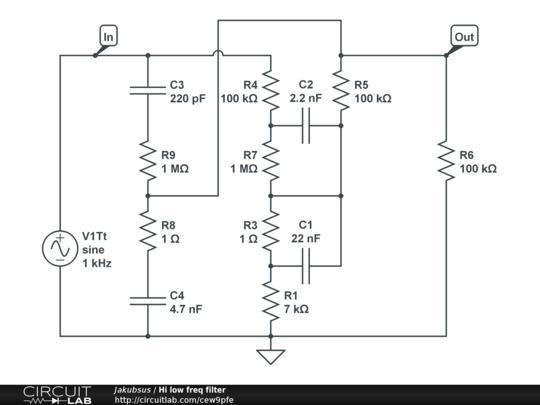 In
Out
C3
220 pF
R4
100 kΩ
C2
2.2 nF
R5
100 kΩ
R9
1 MΩ
R7
1 MΩ
R6
100 kΩ
V1Tt
sine
1 kHz
R8
1 Ω
R3
1 Ω
C1
22 nF
C4
4.7 nF
R1
7 kΩ
CIRCUIT
LAB
Jakubsus / Hi low freq filter
http://circuitlab.com/cew9pfe